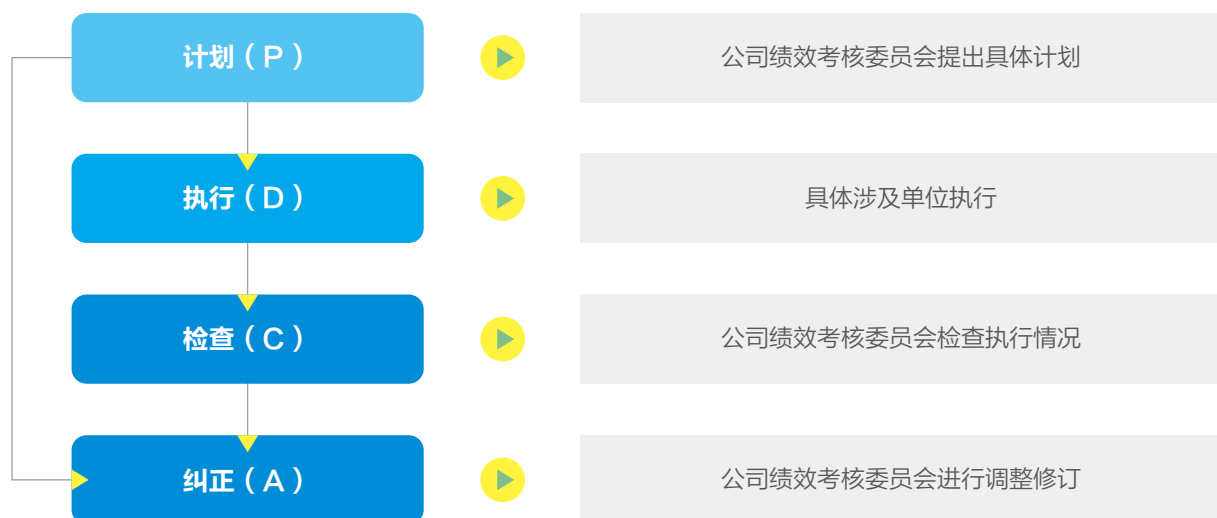 计划（P）
公司绩效考核委员会提出具体计划
执行（D）
具体涉及单位执行
检查（C）
公司绩效考核委员会检查执行情况
纠正（A）
公司绩效考核委员会进行调整修订